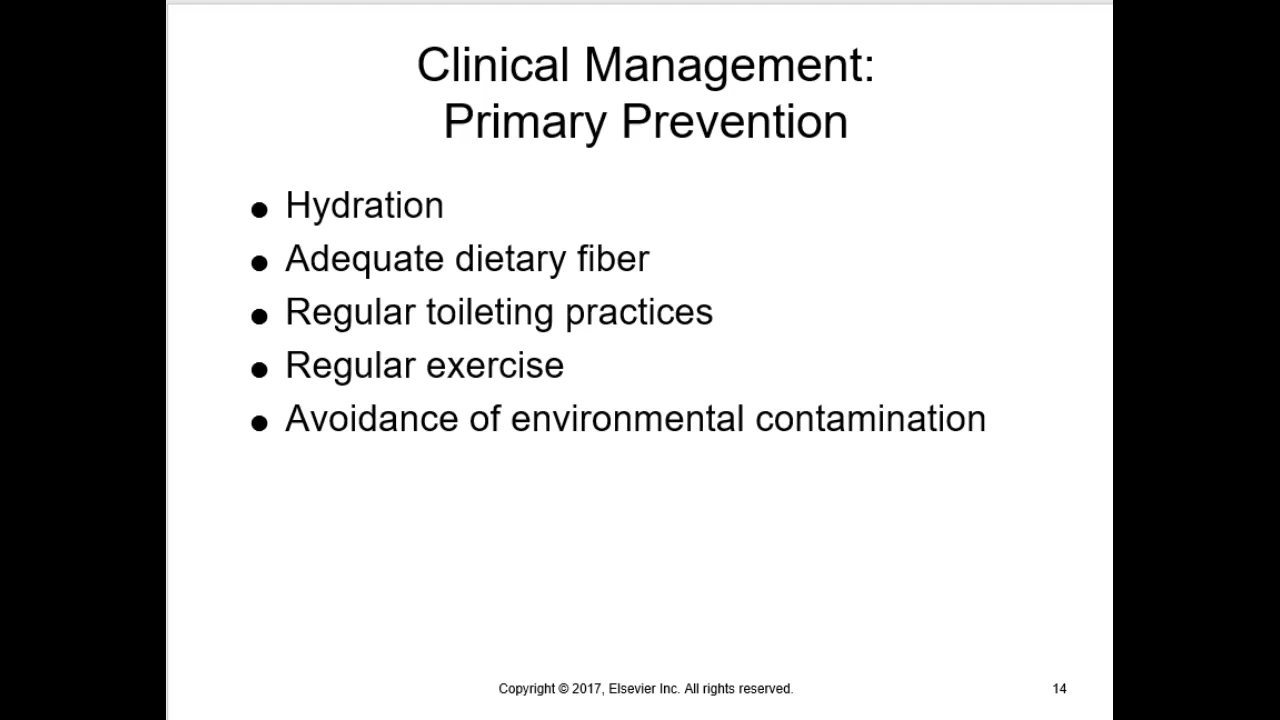 Clinical Management:
Primary Prevention
● Hydration
● Adequate dietary fiber
● Regular toileting practices
● Regular exercise
● Avoidance of environmental contamination
Copyright © 2017, Elsevier Inc. All rights reserved.
14